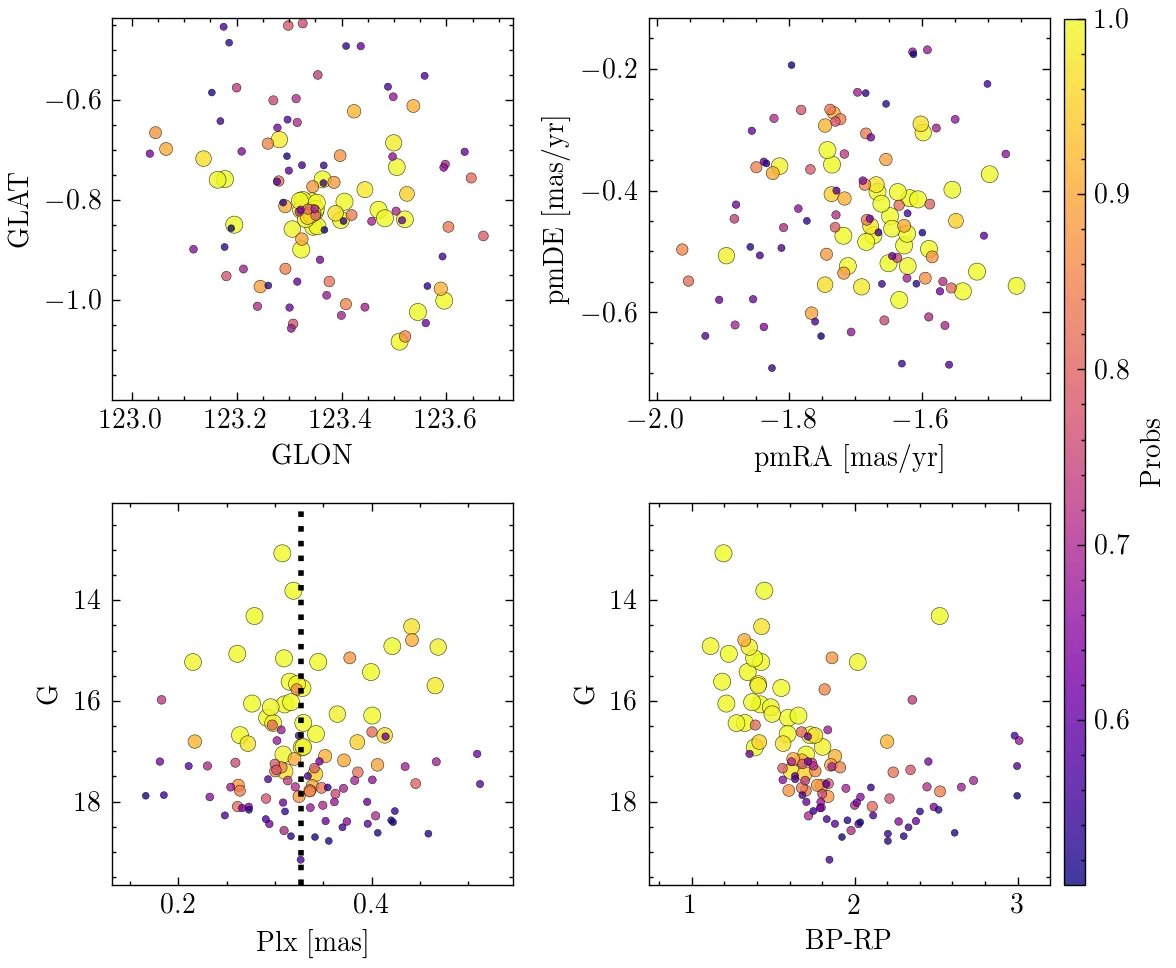 −0.6
−0.8
−1.0
GLAT
123.0 123.2 123.4 123.6
GLON
−0.2
−0.4
−0.6
pmDE [mas/yr]
−2.0 −1.8 −1.6
pmRA [mas/yr]
14
16
18
G
0.2 0.4
Plx [mas]
14
16
18
G
1 2 3
BP-RP
1.0
0.9
0.8
0.7
0.6
Probs